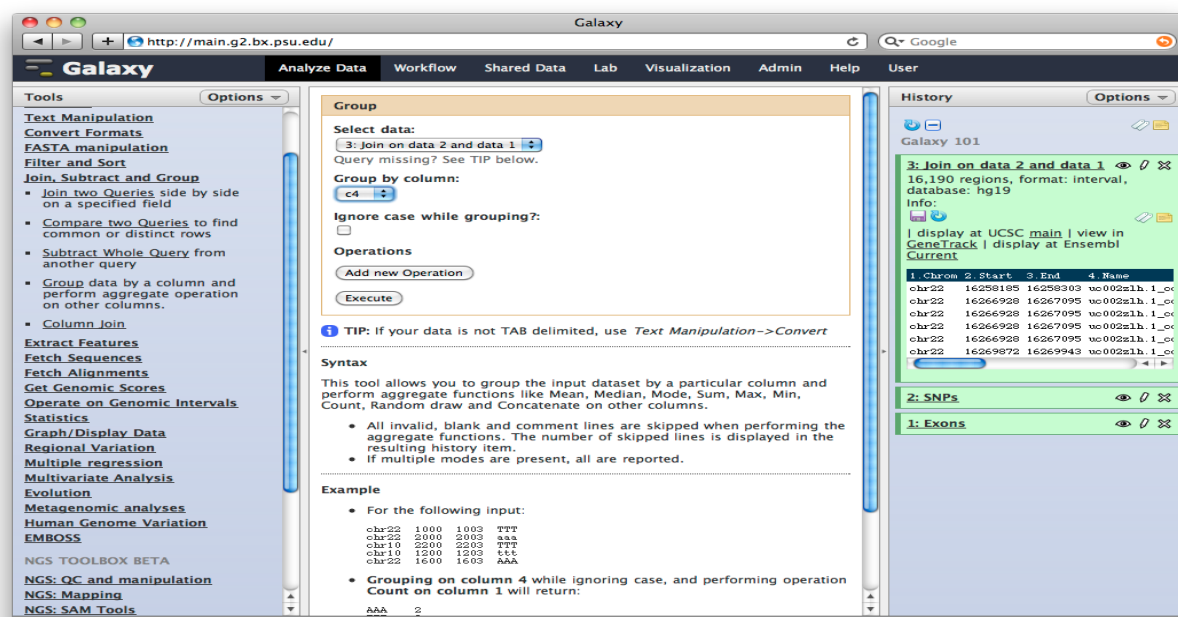 Galaxy
http://main.g2.bx.psu.edu/
Google
Galaxy
Analyze Data Workflow Shared Data Lab Visualization Admin Help User
Tools Options
Text Manipulation
Convert Formats
FASTA manipulation
Filter and Sort
Join, Subtract and Group
Join two Queries side by side
on a specified field
Compare two Queries to find
common or distinct rows
Subtract Whole Query from
another query
Group data by a column and
perform aggregate operation
on other columns.
Column Join
Extract Features
Fetch Sequences
Fetch Alignments
Get Genomic Scores
Operate on Genomic Intervals
Statistics
Graph/Display Data
Regional Variation
Multiple regression
Multivariate Analysis
Evolution
Metagenomic analyses
Human Genome Variation
EMBOSS
NGS TOOLBOX BETA
NGS: QC and manipulation
NGS: Mapping
NGS: SAM Tools
Group
Select data:
3: Join on data 2 and data 1
Query missing? See TIP below.
Group by column:
c4
Ignore case while grouping?:
Operations
Add new Operation
Execute
TIP: If your data is not TAB delimited, use Text Manipulation->Convert
Syntax
This tool allows you to group the input dataset by a particular column and
perform aggregate functions like Mean, Median, Mode, Sum, Max, Min,
Count, Random draw and Concatenate on other columns.
• All invalid, blank and comment lines are skipped when performing the
aggregate functions. The number of skipped lines is displayed in the
resulting history item.
• If multiple modes are present, all are reported.
Example
• For the following input:
chr22 1000 1003 TTT
chr22 2000 2003 aaa
chr10 2200 2203 TTT
chr10 1200 1203 ttt
chr22 1600 1603 AAA
• Grouping on column 4 while ignoring case, and performing operation
Count on column 1 will return:
AAA 2
History Options
Galaxy 101
3: Join on data 2 and data 1
16,190 regions, format: interval,
database: hg19
Info:
| display at UCSC main | view in
GeneTrack | display at Ensembl
Current
1.Chrom 2.Start 3.End 4.Name
chr22 16258185 16258303 uc002zlh.1_co
chr22 16266928 16267095 uc002zlh.1_co
chr22 16266928 16267095 uc002zlh.1_co
chr22 16266928 16267095 uc002zlh.1_co
chr22 16269872 16269943 uc002zlh.1_co
2: SNPs
1: Exons